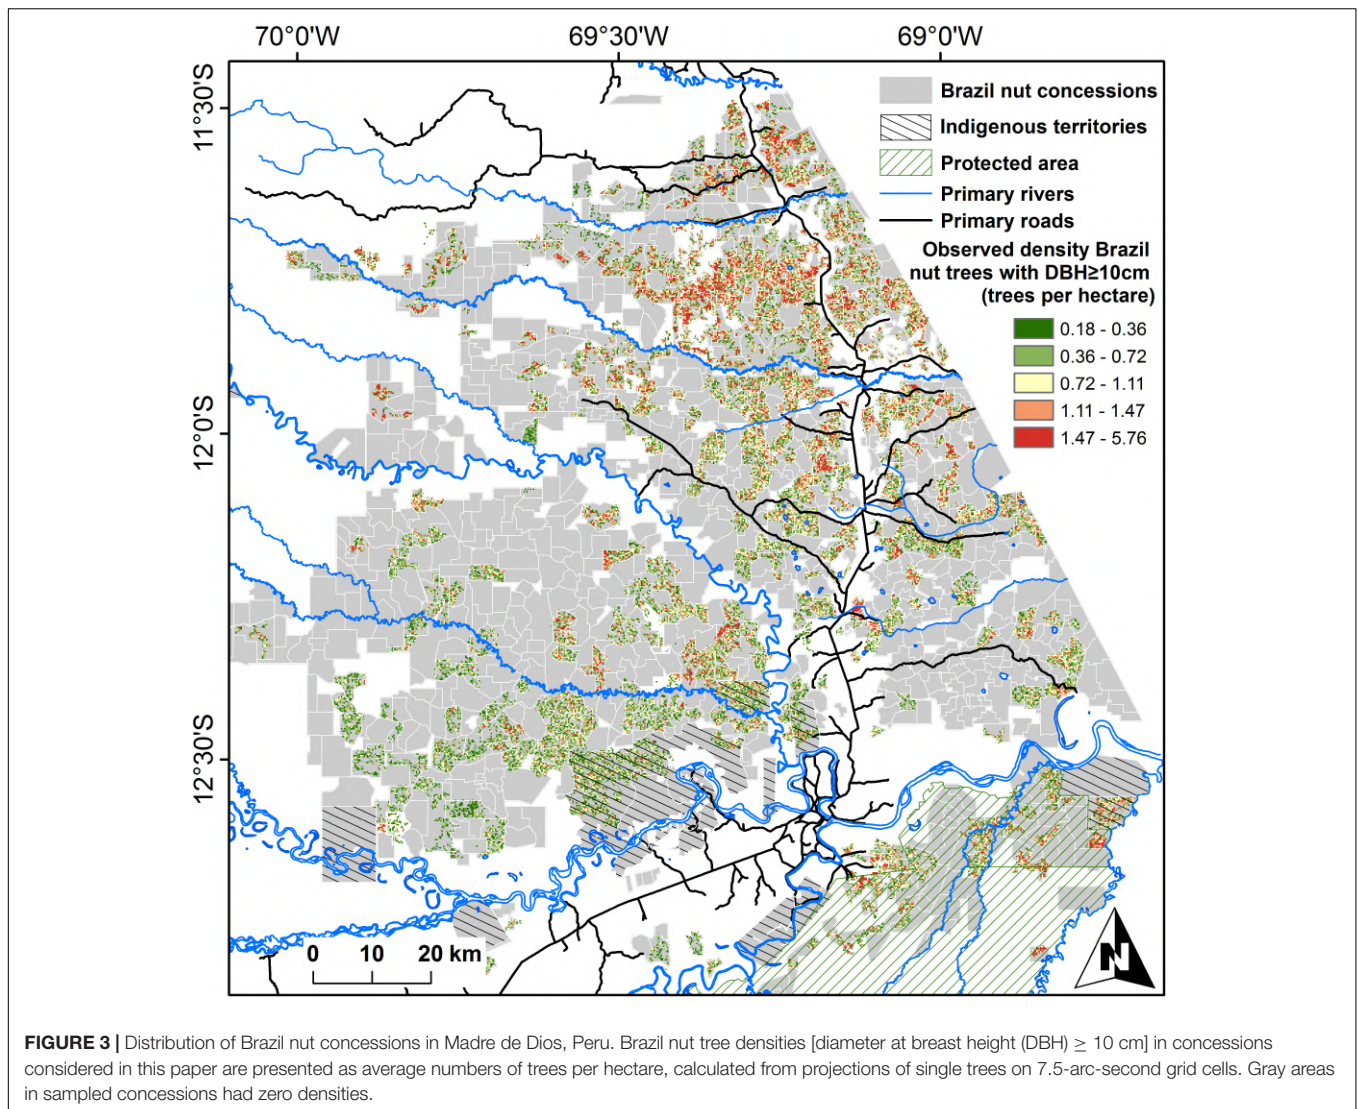 70°0'W 69°30'W 69°0'W
11°30'S
12°0'S
12°30'S
Brazil nut concessions
Indigenous territories
Protected area
Primary rivers
Primary roads
Observed density Brazil
nut trees with DBH≥10cm
(trees per hectare)
0.18 - 0.36
0.36 - 0.72
0.72 - 1.11
1.11 - 1.47
1.47 - 5.76
0 10 20 km
N
FIGURE 3 | Distribution of Brazil nut concessions in Madre de Dios, Peru. Brazil nut tree densities [diameter at breast height (DBH) ≥ 10 cm] in concessions
considered in this paper are presented as average numbers of trees per hectare, calculated from projections of single trees on 7.5-arc-second grid cells. Gray areas
in sampled concessions had zero densities.